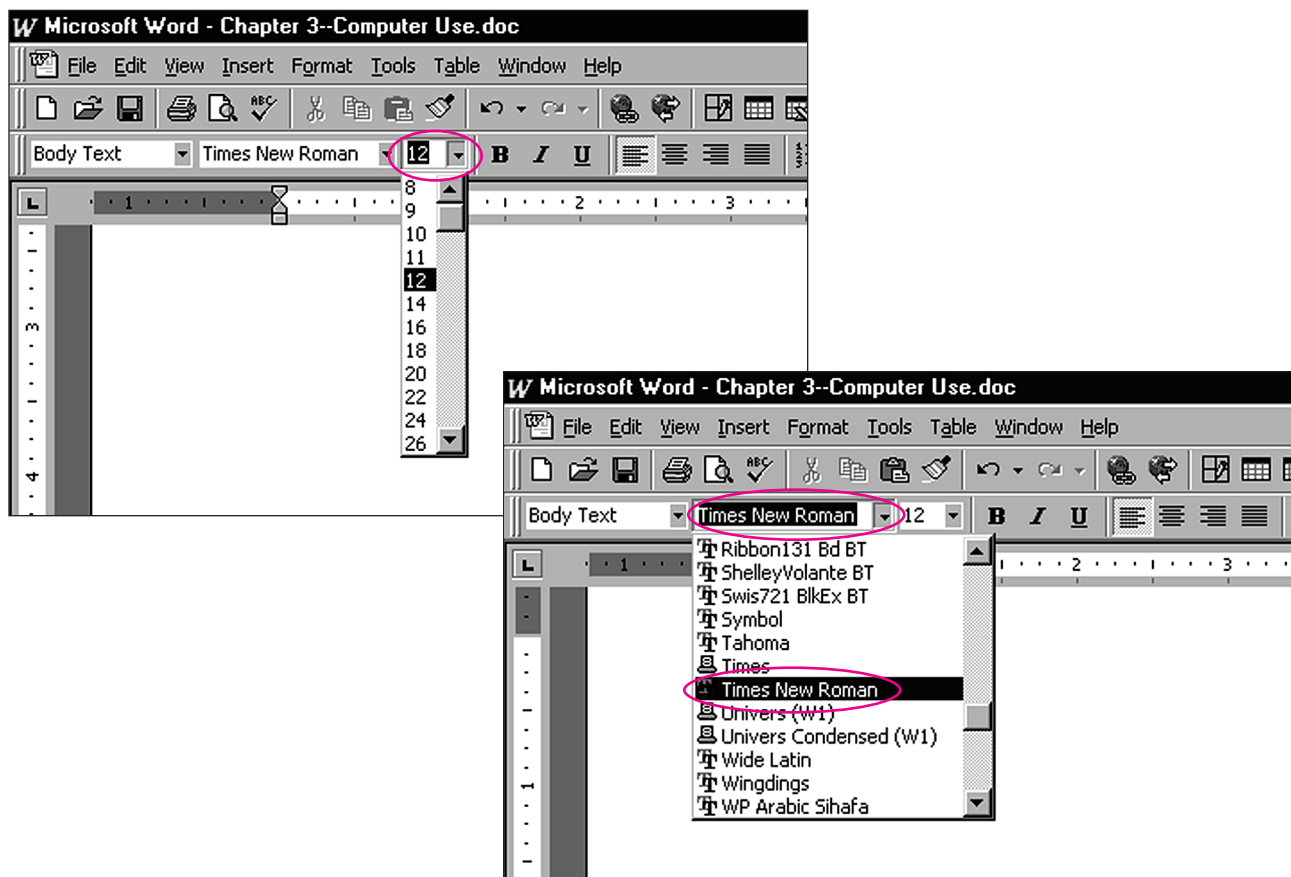 W Microsoft Word - Chapter 3--Computer Use.doc
File Edit View Insert Format Tools Table Window Help
ABC
Body Text Times New Roman 12 B I U
L 1 2 3
8
9
10
11
12
14
16
18
20
22
24
26
3
4
W Microsoft Word - Chapter 3--Computer Use.doc
File Edit View Insert Format Tools Table Window Help
ABC
Body Text Times New Roman 12 B I U
L 1 2 3
Ribbon131 Bd BT
ShelleyVolante BT
Swis721 BlkEx BT
Symbol
Tahoma
Times
Times New Roman
Univers (W1)
Univers Condensed (W1)
Wide Latin
Wingdings
WP Arabic Sihafa
1